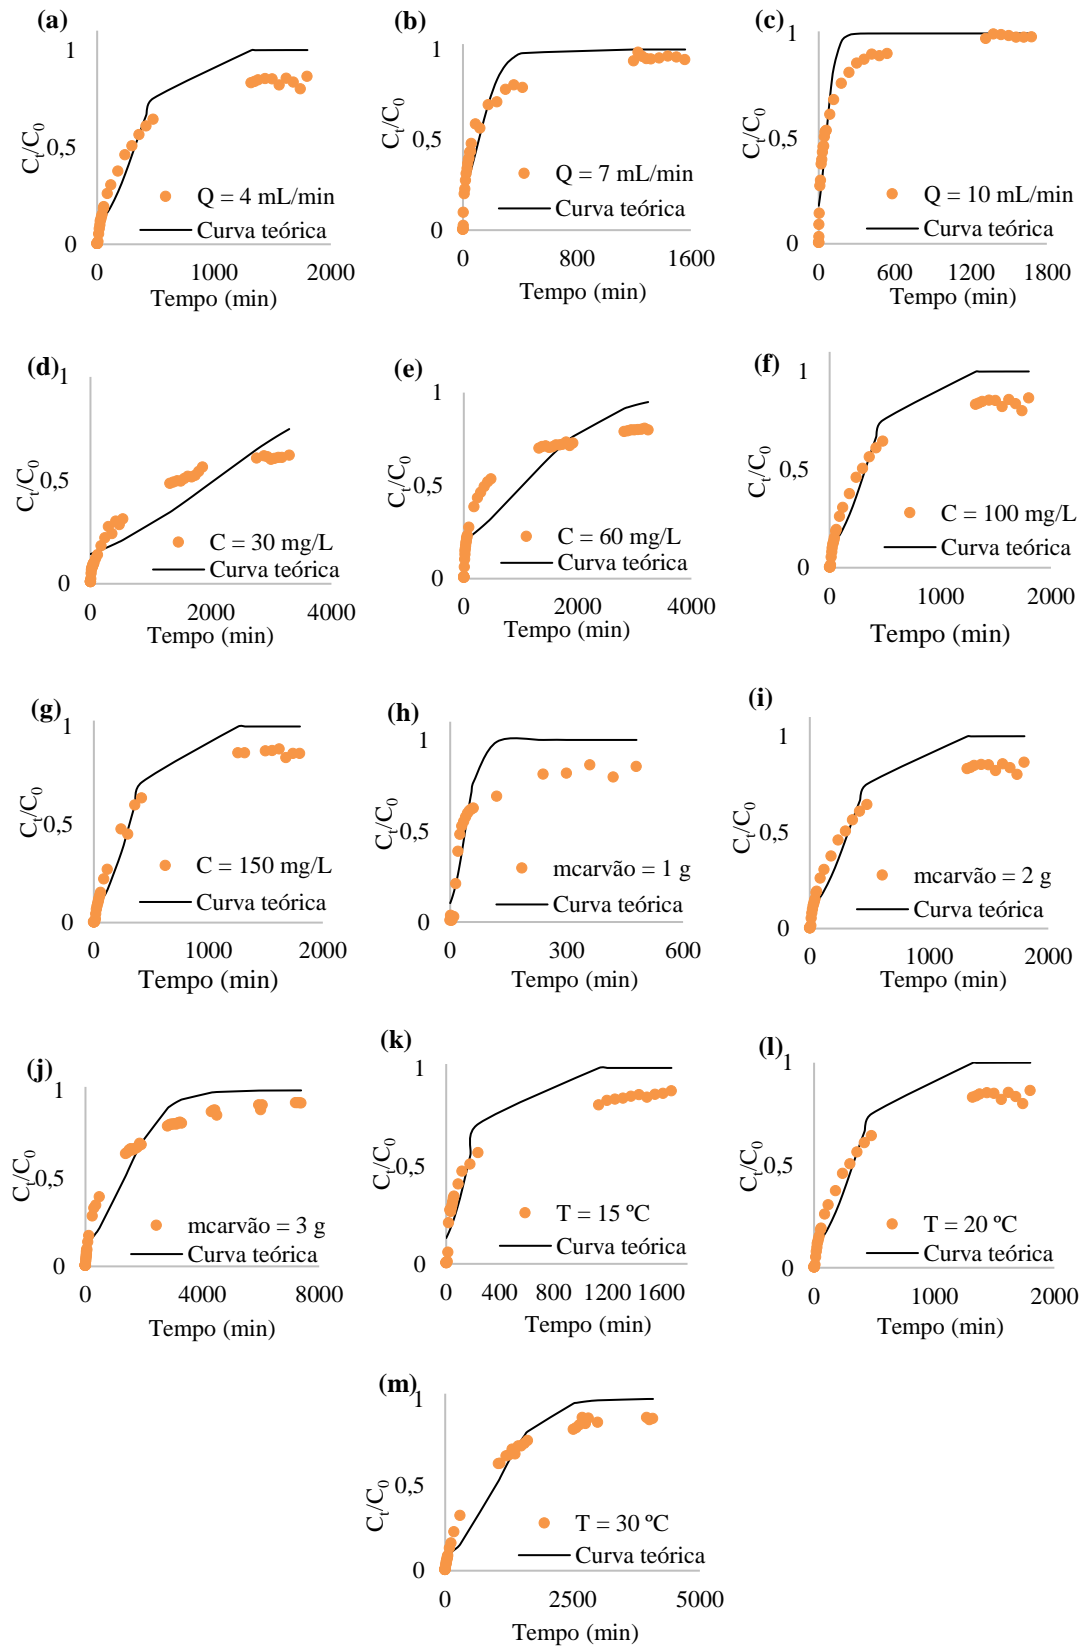 (a)
1
0,5
0
Ct/C0
Q = 4 mL/min
Curva teórica
0 1000 2000
Tempo (min)
(b)
1
0,5
0
Ct/C0
Q = 7 mL/min
Curva teórica
0 800 1600
Tempo (min)
(c)
1
0,5
0
Ct/C0
Q = 10 mL/min
Curva teórica
0 600 1200 1800
Tempo (min)
(d)
1
0,5
0
Ct/C0
C = 30 mg/L
Curva teórica
0 2000 4000
Tempo (min)
(e)
1
0,5
0
Ct/C0
C = 60 mg/L
Curva teórica
0 2000 4000
Tempo (min)
(f)
1
0,5
0
Ct/C0
C = 100 mg/L
Curva teórica
0 1000 2000
Tempo (min)
(g)
1
0,5
0
Ct/C0
C = 150 mg/L
Curva teórica
0 1000 2000
Tempo (min)
(h)
1
0,5
0
Ct/C0
mcarvão = 1 g
Curva teórica
0 300 600
Tempo (min)
(i)
1
0,5
0
Ct/C0
mcarvão = 2 g
Curva teórica
0 1000 2000
Tempo (min)
(j)
1
0,5
0
Ct/C0
mcarvão = 3 g
Curva teórica
0 4000 8000
Tempo (min)
(k)
1
0,5
0
Ct/C0
T = 15 ºC
Curva teórica
0 400 1200 1600
Tempo (min)
(l)
1
0,5
0
Ct/C0
T = 20 ºC
Curva teórica
0 1000 2000
Tempo (min)
(m)
1
0,5
0
Ct/C0
T = 30 ºC
Curva teórica
0 2500 5000
Tempo (min)